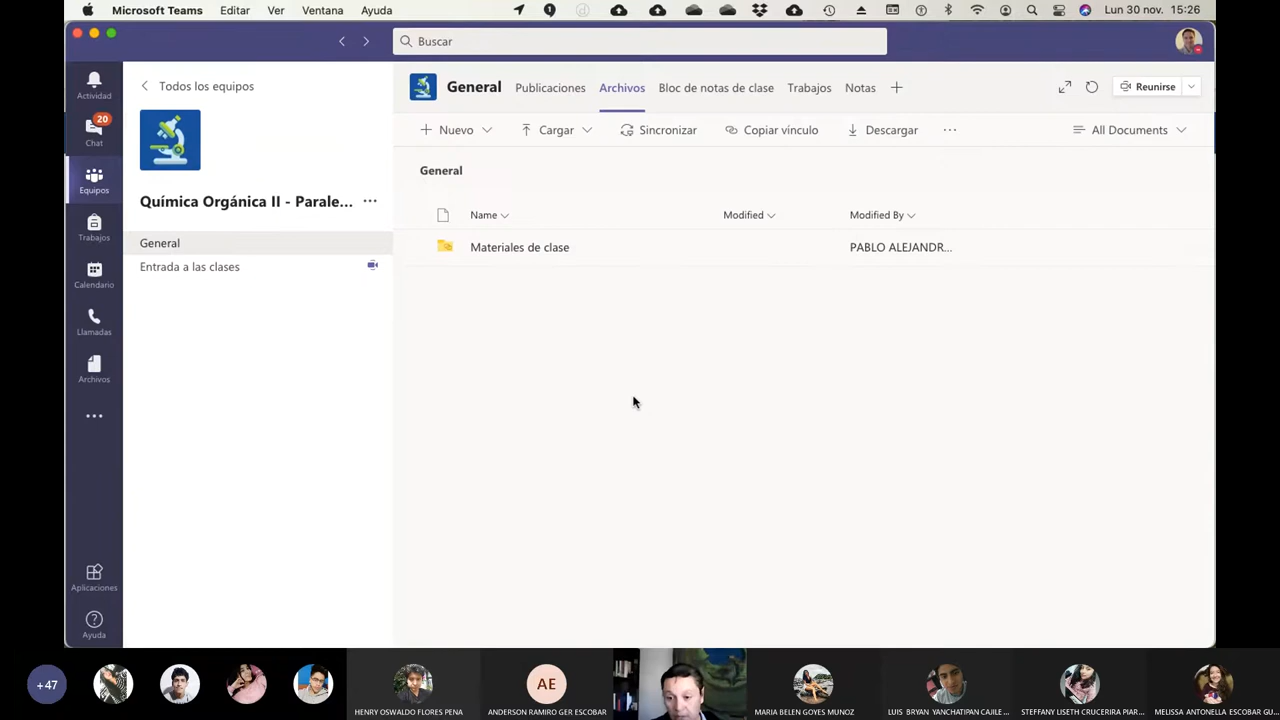 Microsoft Teams Editar Ver Ventana Ayuda Lun 30 nov. 15:26
Buscar
Actividad
20
Chat
Equipos
Trabajos
Calendario
Llamadas
Archivos
Aplicaciones
Ayuda
Todos los equipos
Química Orgánica II - Parale...
General
Entrada a las clases
General Publicaciones Archivos Bloc de notas de clase Trabajos Notas Reunirse
Nuevo Cargar Sincronizar Copiar vínculo Descargar All Documents
General
Name Modified Modified By
Materiales de clase PABLO ALEJANDR...
+47
HENRY OSWALDO FLORES PENA
AE
ANDERSON RAMIRO GER ESCOBAR
MARIA BELEN GOYES MUNOZ
LUIS BRYAN YANCHATIPAN CAJILE...
STEFFANY LISETH CRUCERIRA PIAR...
MELISSA ANTONELLA ESCOBAR GU...